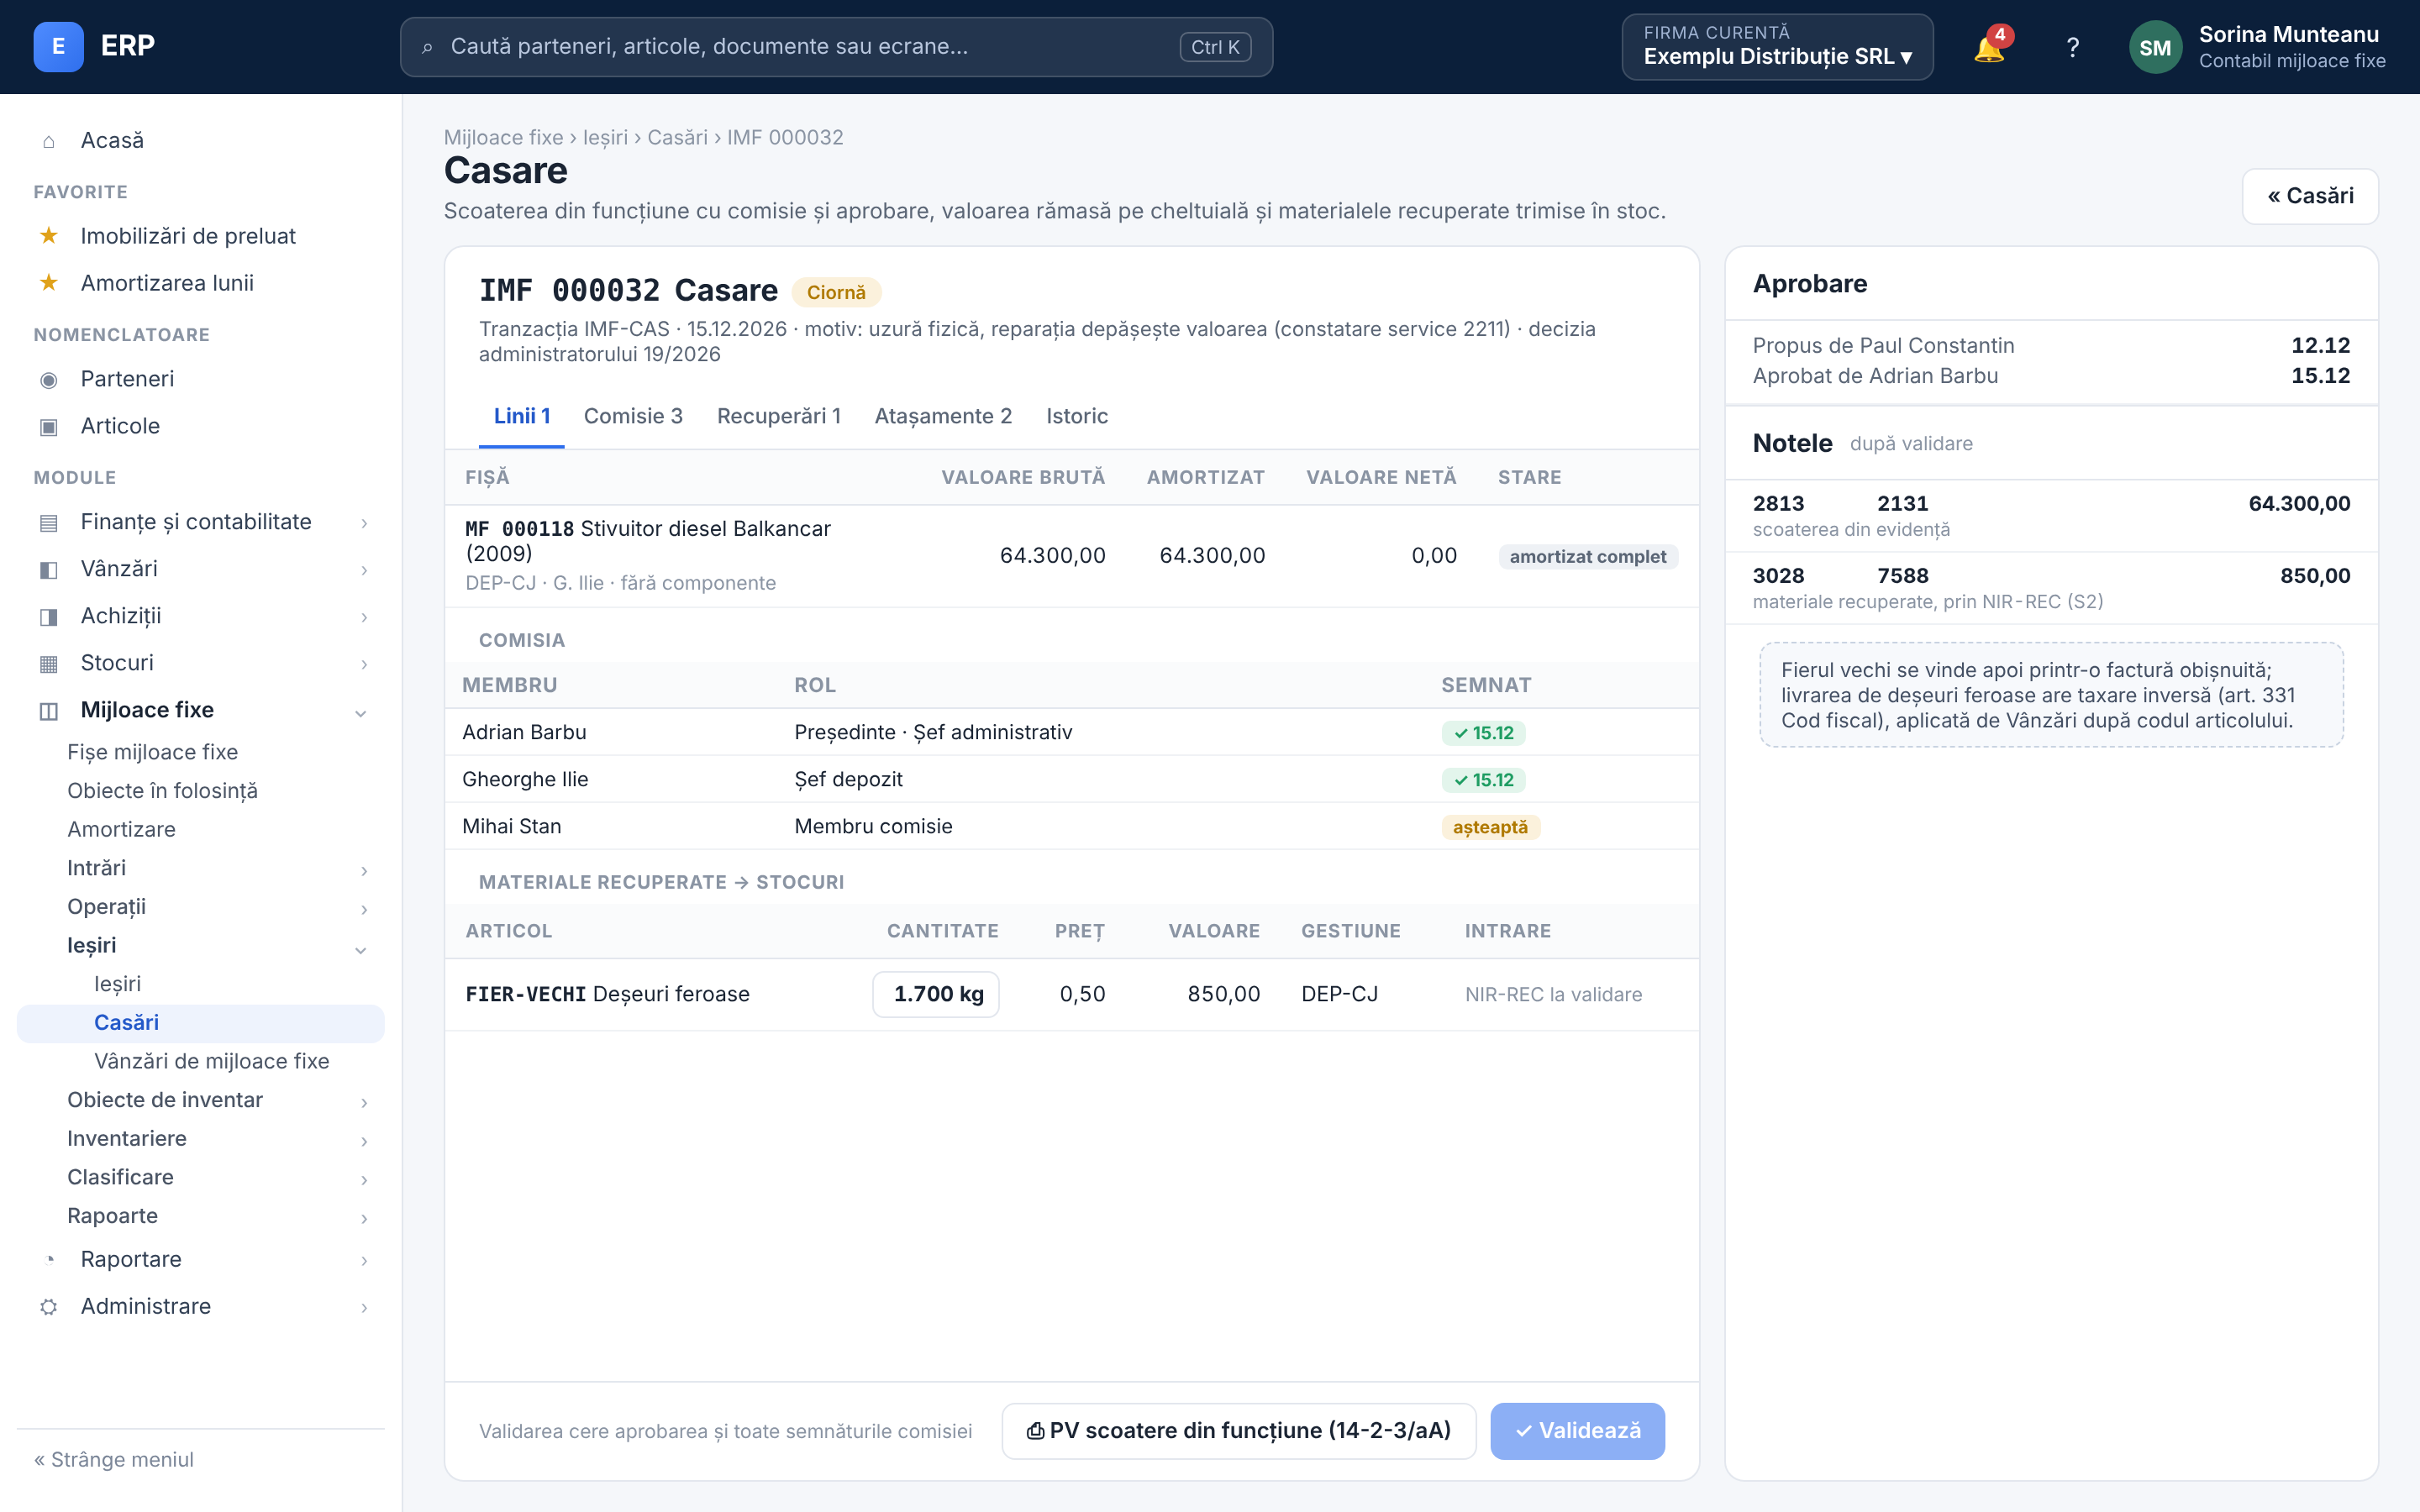 E ERP
Caută parteneri, articole, documente sau ecrane... Ctrl K
FIRMA CURENTĂ
Exemplu Distribuție SRL ▾
4
?
SM
Sorina Munteanu
Contabil mijloace fixe
Acasă
FAVORITE
★ Imobilizări de preluat
★ Amortizarea lunii
NOMENCLATOARE
Parteneri
Articole
MODULE
Finanțe și contabilitate ›
Vânzări ›
Achiziții ›
Stocuri ›
Mijloace fixe
Fișe mijloace fixe
Obiecte în folosință
Amortizare
Intrări ›
Operații ›
Ieșiri
Ieșiri
Casări
Vânzări de mijloace fixe
Obiecte de inventar ›
Inventariere ›
Clasificare ›
Rapoarte ›
Raportare ›
Administrare ›
« Strânge meniul
Mijloace fixe › Ieșiri › Casări › IMF 000032
Casare
Scoaterea din funcțiune cu comisie și aprobare, valoarea rămasă pe cheltuială și materialele recuperate trimise în stoc.
« Casări
IMF 000032 Casare Ciornă
Tranzacția IMF-CAS · 15.12.2026 · motiv: uzură fizică, reparația depășește valoarea (constatare service 2211) · decizia
administratorului 19/2026
Linii 1 Comisie 3 Recuperări 1 Atașamente 2 Istoric
FIȘĂ VALOARE BRUTĂ AMORTIZAT VALOARE NETĂ STARE
MF 000118 Stivuitor diesel Balkancar
(2009)
DEP-CJ · G. Ilie · fără componente
64.300,00 64.300,00 0,00 amortizat complet
COMISIA
MEMBRU ROL SEMNAT
Adrian Barbu Președinte · Șef administrativ ✓ 15.12
Gheorghe Ilie Șef depozit ✓ 15.12
Mihai Stan Membru comisie așteaptă
MATERIALE RECUPERATE → STOCURI
ARTICOL CANTITATE PREȚ VALOARE GESTIUNE INTRARE
FIER-VECHI Deșeuri feroase 1.700 kg 0,50 850,00 DEP-CJ NIR-REC la validare
Validarea cere aprobarea și toate semnăturile comisiei
PV scoatere din funcțiune (14-2-3/aA)
✓ Validează
Aprobare
Propus de Paul Constantin 12.12
Aprobat de Adrian Barbu 15.12
Notele după validare
2813 2131 64.300,00
scoaterea din evidență
3028 7588 850,00
materiale recuperate, prin NIR-REC (S2)
Fierul vechi se vinde apoi printr-o factură obișnuită;
livrarea de deșeuri feroase are taxare inversă (art. 331
Cod fiscal), aplicată de Vânzări după codul articolului.